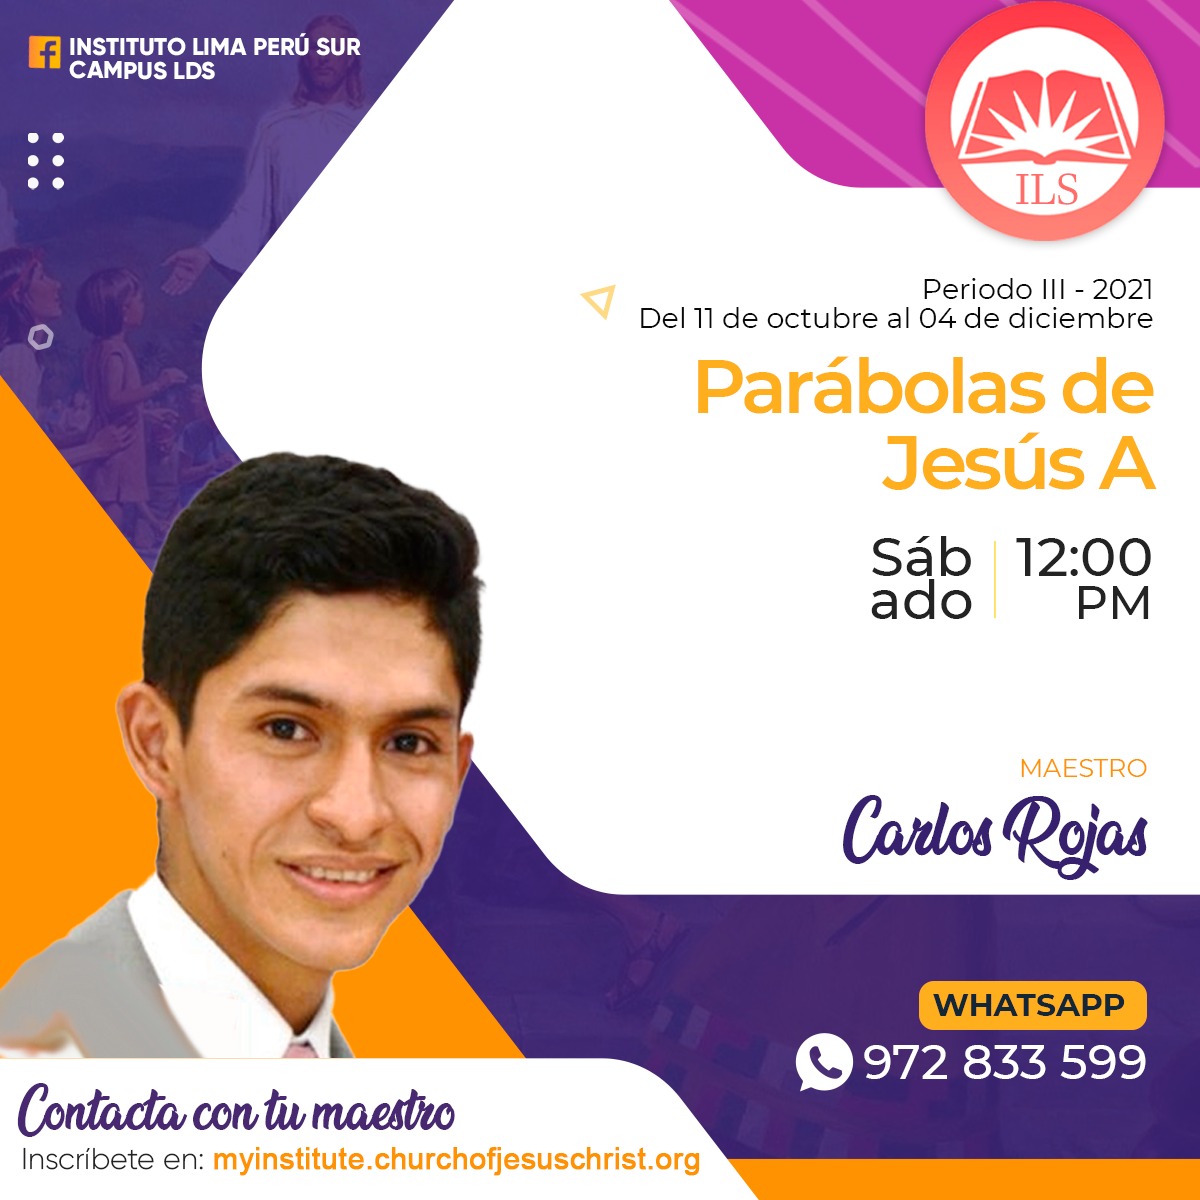 INSTITUTO LIMA PERÚ SUR
CAMPUS LDS
ILS
Periodo III - 2021
Del 11 de octubre al 04 de diciembre
Parábolas de
Jesús A
Sáb
ado
12:00
PM
MAESTRO
Carlos Rojas
WHATSAPP
972 833 599
Contacta con tu maestro
Inscríbete en: myinstitute.churchofjesuschrist.org